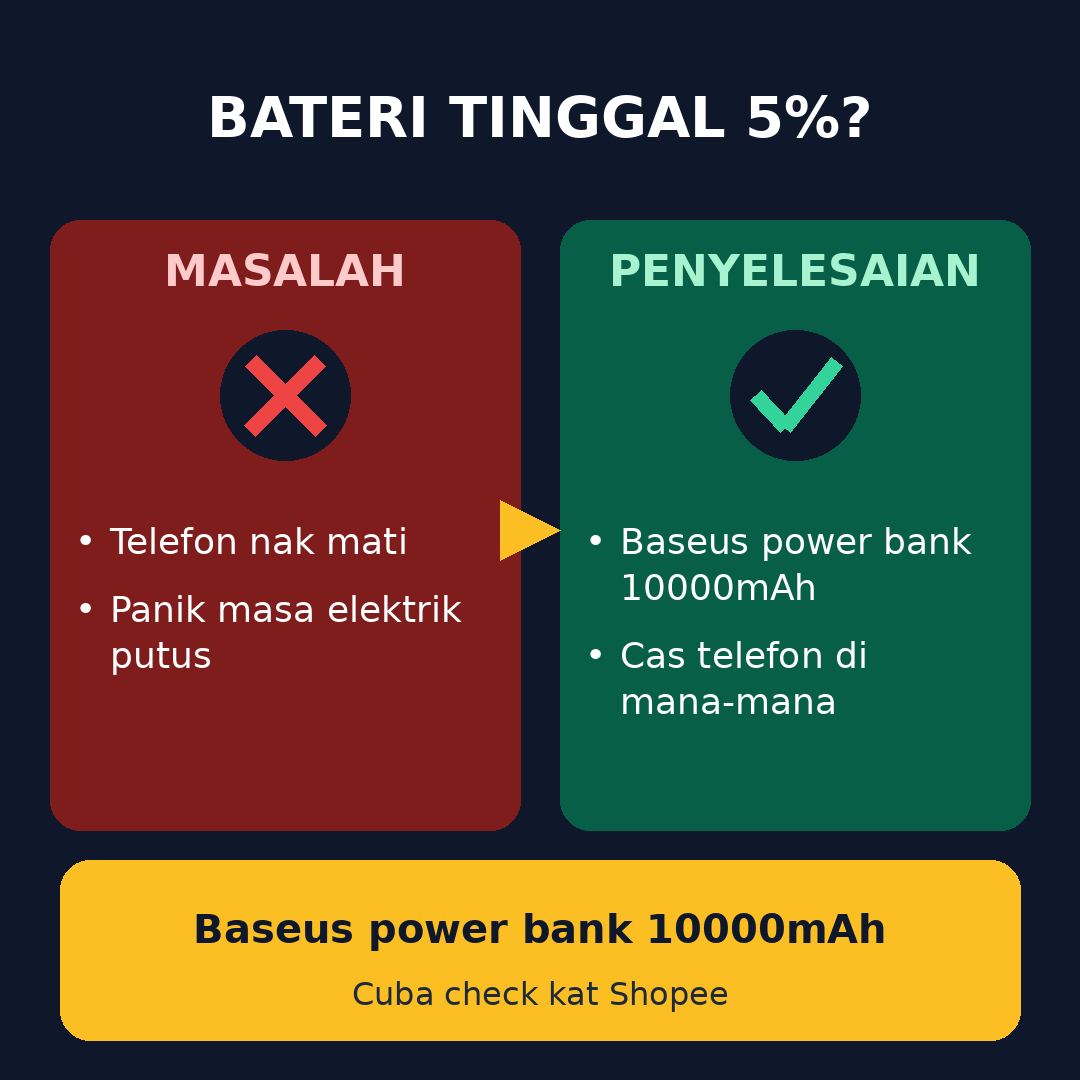 BATERI TINGGAL 5%?
MASALAH
• Telefon nak mati
• Panik masa elektrik
putus
PENYELESAIAN
• Baseus power bank
10000mAh
• Cas telefon di
mana-mana
Baseus power bank 10000mAh
Cuba check kat Shopee